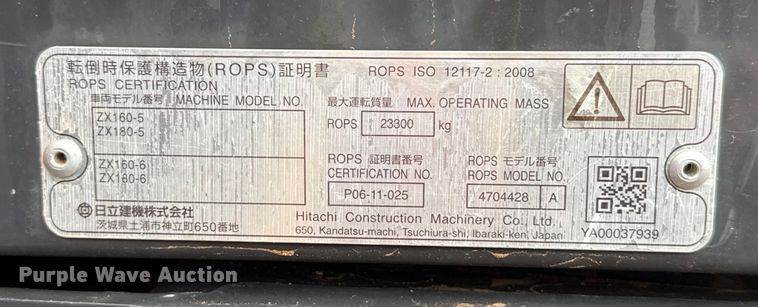 転倒時保護構造物(ROPS)証明書
ROPS CERTIFICATION
ROPS ISO 12117-2 : 2008
車両モデル番号 MACHINE MODEL NO.
ZX160-5
ZX180-5
ZX160-6
ZX180-6
最大運転質量 MAX. OPERATING MASS
ROPS 23300 kg
ROPS 証明書番号
CERTIFICATION NO.
P06-11-025
ROPS モデル番号
ROPS MODEL NO.
4704428 A
日立建機株式会社
茨城県土浦市神立町650番地
Hitachi Construction Machinery Co., Ltd.
650, Kandatsu-machi, Tsuchiura-shi, Ibaraki-ken, Japan
YA00037939
Purple Wave Auction